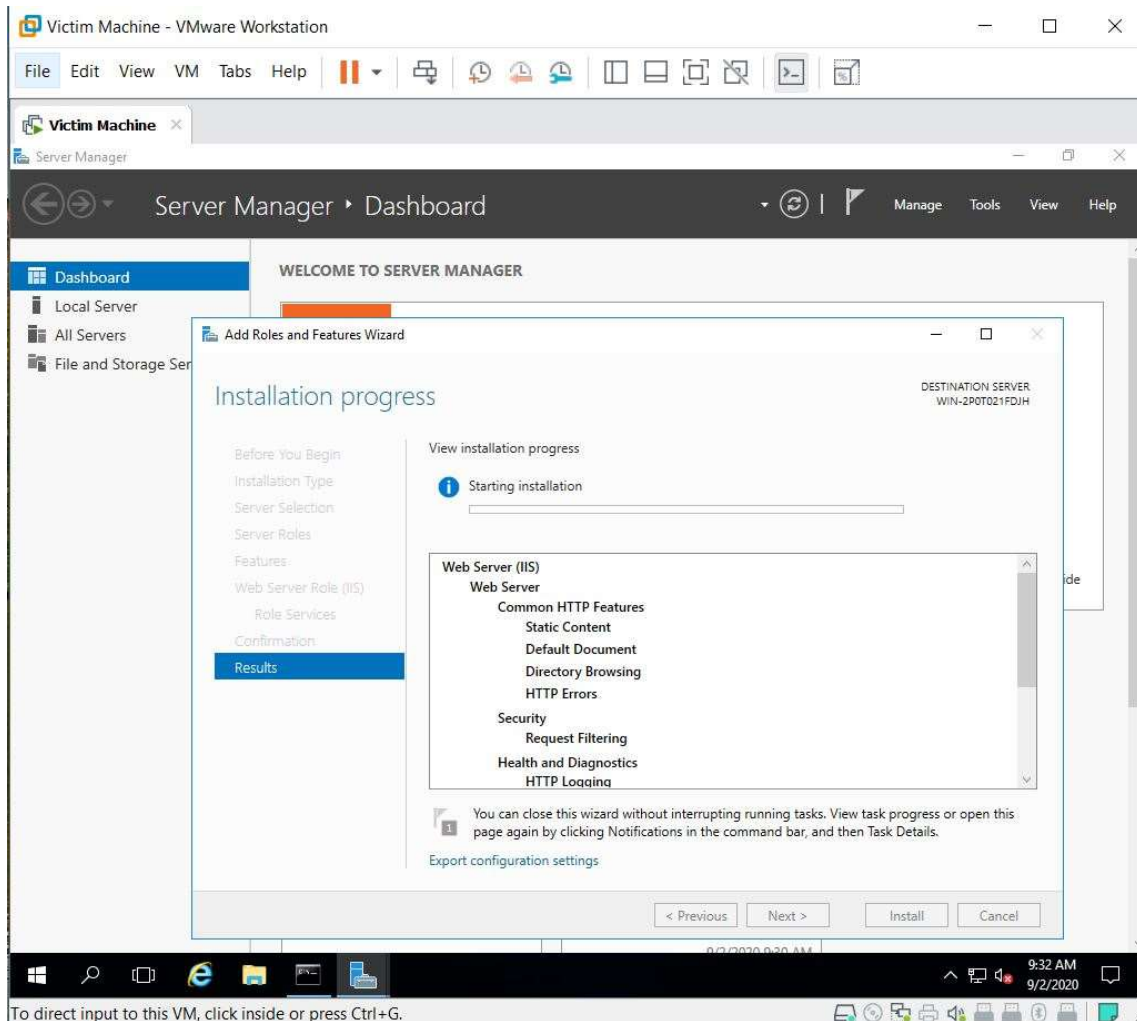 Victim Machine - VMware Workstation
File Edit View VM Tabs Help
Victim Machine
Server Manager
Server Manager • Dashboard
Manage Tools View Help
Dashboard
Local Server
All Servers
File and Storage Ser
WELCOME TO SERVER MANAGER
Add Roles and Features Wizard
Installation progress
DESTINATION SERVER
WIN-2P0T021FDJH
Before You Begin
Installation Type
Server Selection
Server Roles
Features
Web Server Role (IIS)
Role Services
Confirmation
Results
View installation progress
Starting installation
Web Server (IIS)
Web Server
Common HTTP Features
Static Content
Default Document
Directory Browsing
HTTP Errors
Security
Request Filtering
Health and Diagnostics
HTTP Logging
ide
1
You can close this wizard without interrupting running tasks. View task progress or open this
page again by clicking Notifications in the command bar, and then Task Details.
Export configuration settings
< Previous Next > Install Cancel
9/2/2020 9:30 AM
9:32 AM
9/2/2020
To direct input to this VM, click inside or press Ctrl+G.